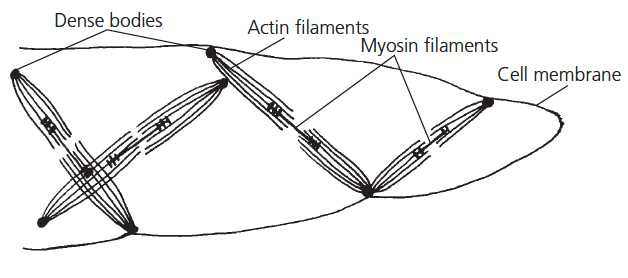 Dense bodies
Actin filaments
Myosin filaments
Cell membrane